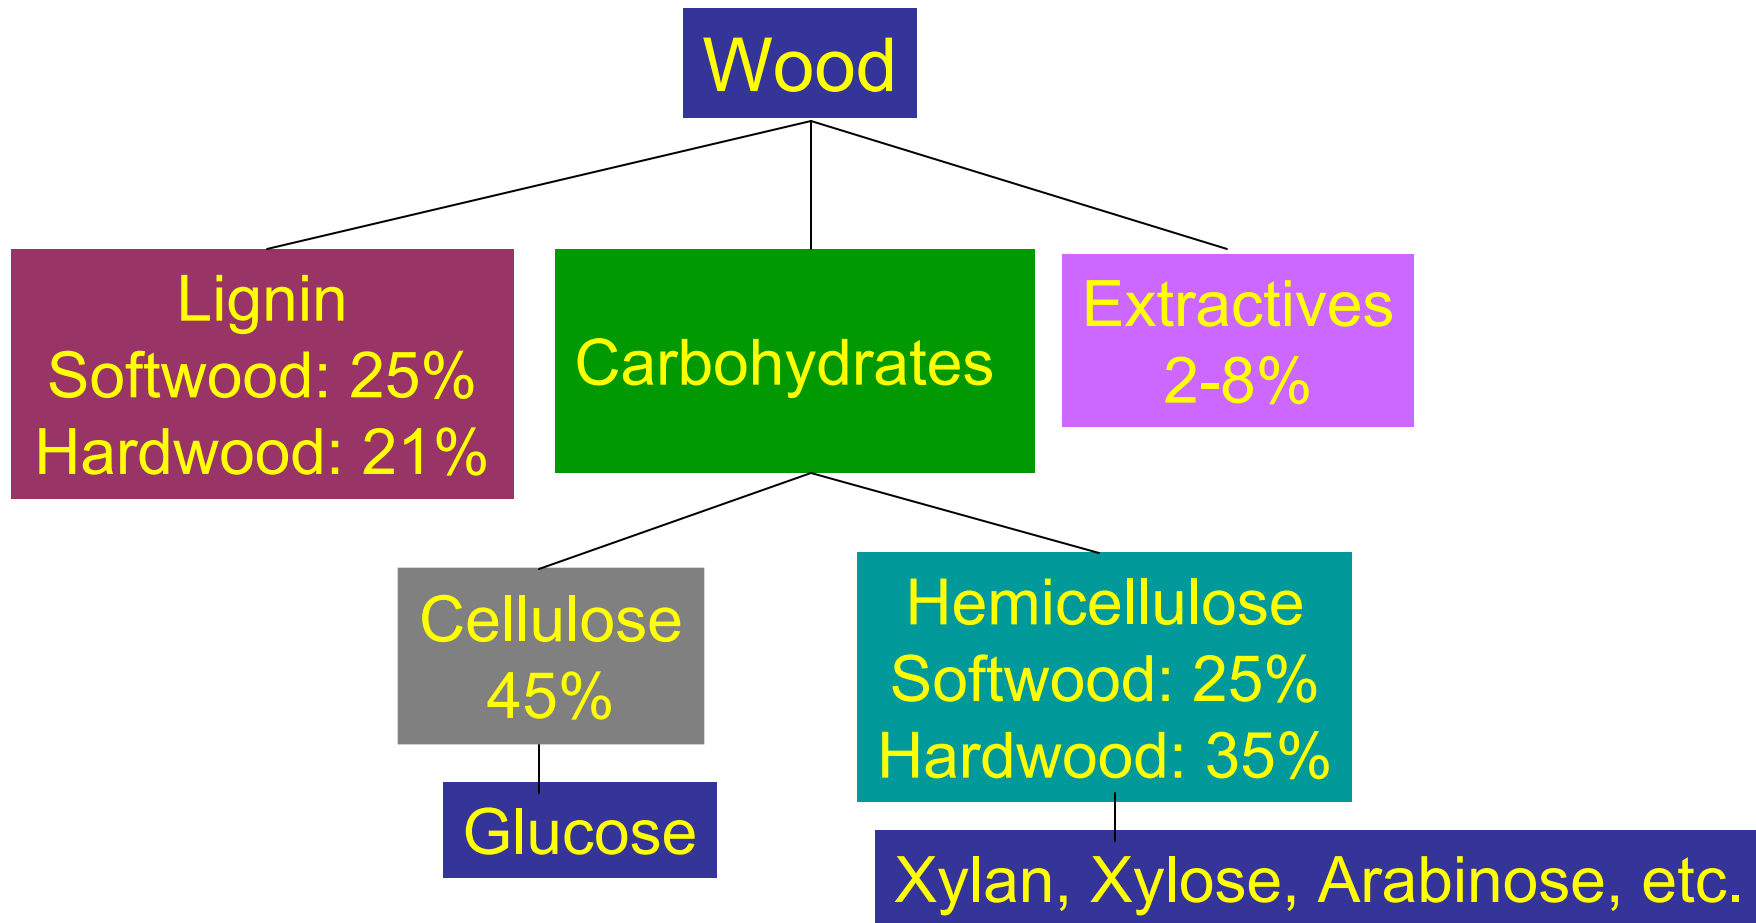 Wood
Lignin
Softwood: 25%
Hardwood: 21%
Carbohydrates
Extractives
2-8%
Cellulose
45%
Hemicellulose
Softwood: 25%
Hardwood: 35%
Glucose
Xylan, Xylose, Arabinose, etc.